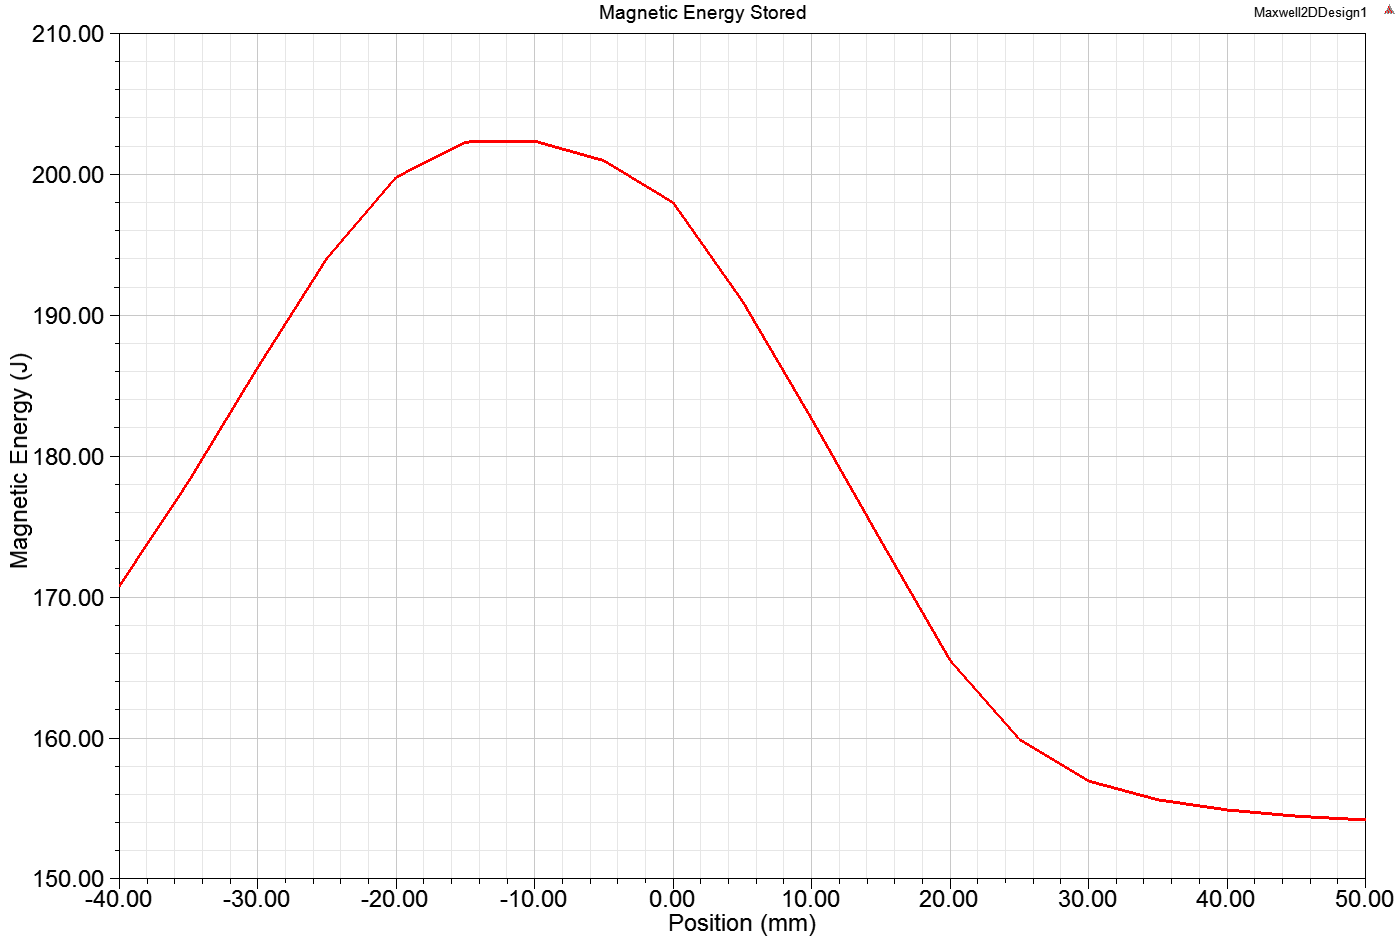 Magnetic Energy Stored
Maxwell2DDesign1
210.00
200.00
190.00
180.00
170.00
160.00
150.00
Magnetic Energy (J)
-40.00 -30.00 -20.00 -10.00 0.00 10.00 20.00 30.00 40.00 50.00
Position (mm)